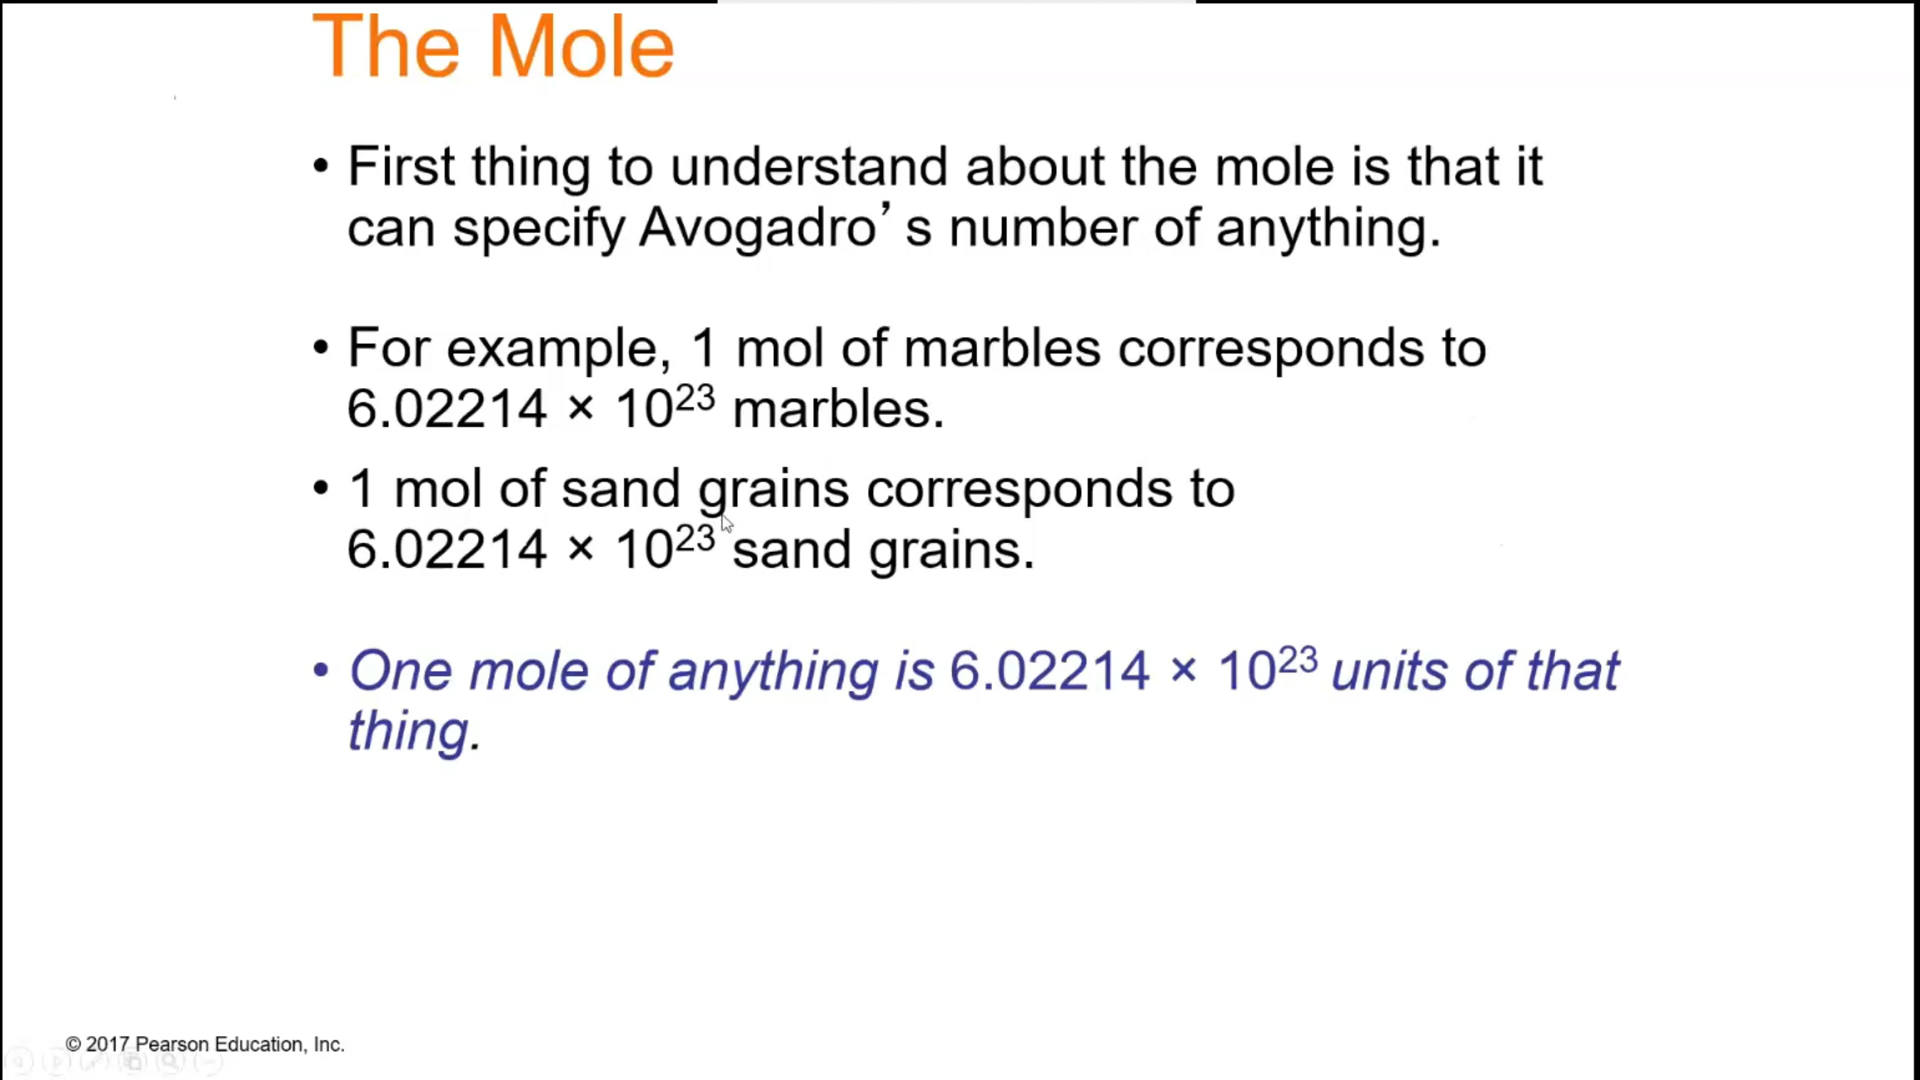 The Mole
• First thing to understand about the mole is that it
can specify Avogadro’s number of anything.
• For example, 1 mol of marbles corresponds to
6.02214 × 10²³ marbles.
• 1 mol of sand grains corresponds to
6.02214 × 10²³ sand grains.
• One mole of anything is 6.02214 × 10²³ units of that
thing.
© 2017 Pearson Education, Inc.